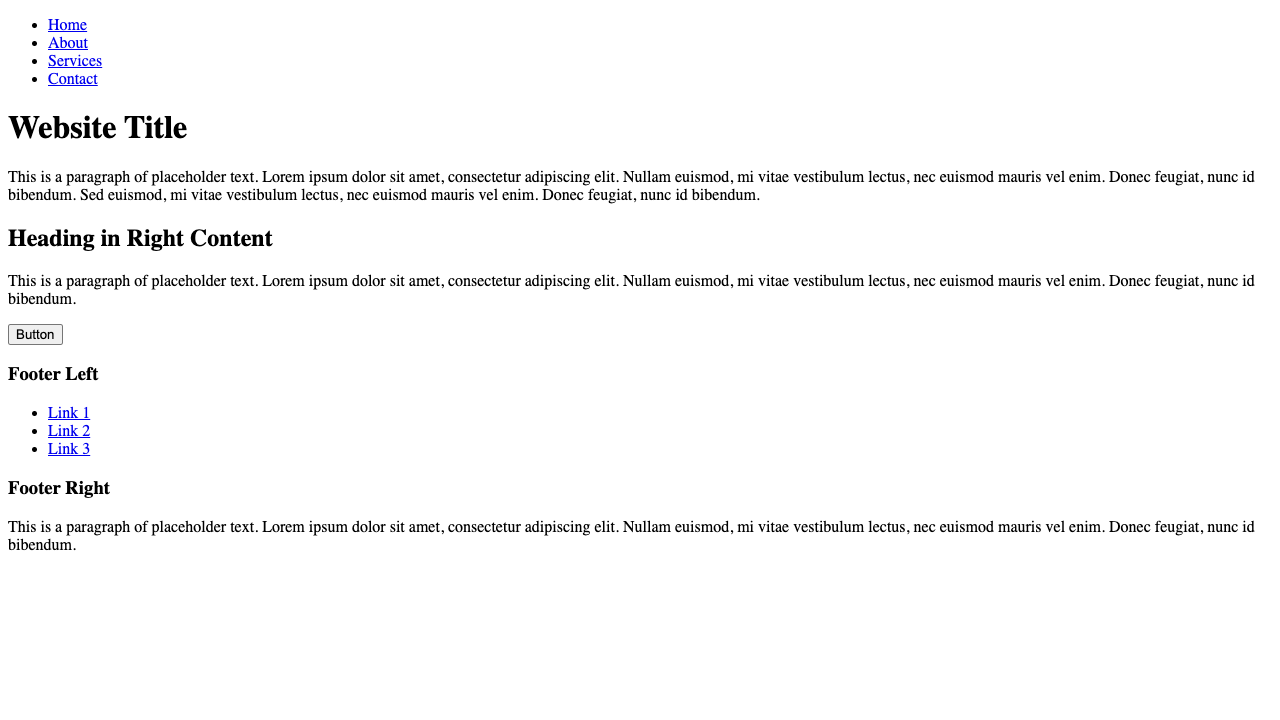 Home
About
Services
Contact
Website Title
This is a paragraph of placeholder text. Lorem ipsum dolor sit amet, consectetur adipiscing elit. Nullam euismod, mi vitae vestibulum lectus, nec euismod mauris vel enim. Donec feugiat, nunc id
bibendum. Sed euismod, mi vitae vestibulum lectus, nec euismod mauris vel enim. Donec feugiat, nunc id bibendum.
Heading in Right Content
This is a paragraph of placeholder text. Lorem ipsum dolor sit amet, consectetur adipiscing elit. Nullam euismod, mi vitae vestibulum lectus, nec euismod mauris vel enim. Donec feugiat, nunc id
bibendum.
Button
Footer Left
Link 1
Link 2
Link 3
Footer Right
This is a paragraph of placeholder text. Lorem ipsum dolor sit amet, consectetur adipiscing elit. Nullam euismod, mi vitae vestibulum lectus, nec euismod mauris vel enim. Donec feugiat, nunc id
bibendum.